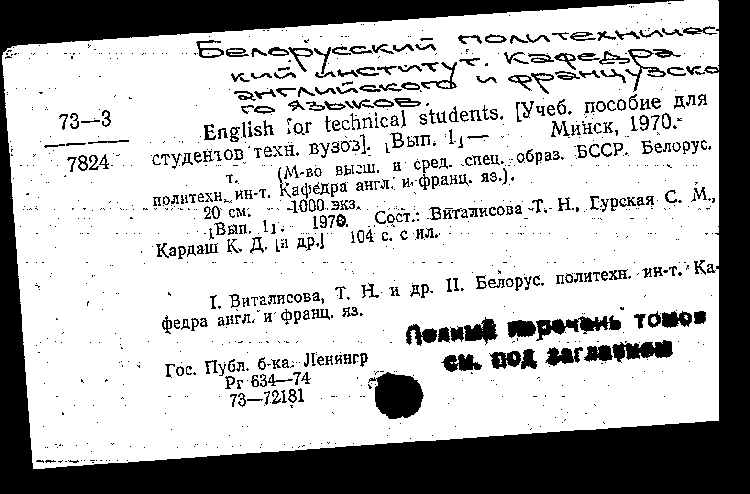 Белорусский политехничес
кий институт. Кафедра
английского и французско
го языков.
73—3
7824
English for technical students. [Учеб. пособие для
студентов техн. вузов]. [Вып. 1]— Минск, 1970.-
т. (М-во высш. и сред. спец. образ. БССР. Белорус.
политехн. ин-т. Кафедра англ. и франц. яз.).
20 см. 1000 экз.
[Вып. 1]. 1970. Сост.: Виталисова Т. Н., Гурская С. М.,
Кардаш К. Д. [и др.] 104 с. с ил.
I. Виталисова, Т. Н. и др. II. Белорус. политехн. ин-т. Ка-
федра англ. и франц. яз.
Полный перечень томов
см. под заглавием
Гос. Публ. б-ка. Ленингр
Рг 634—74
73—72181